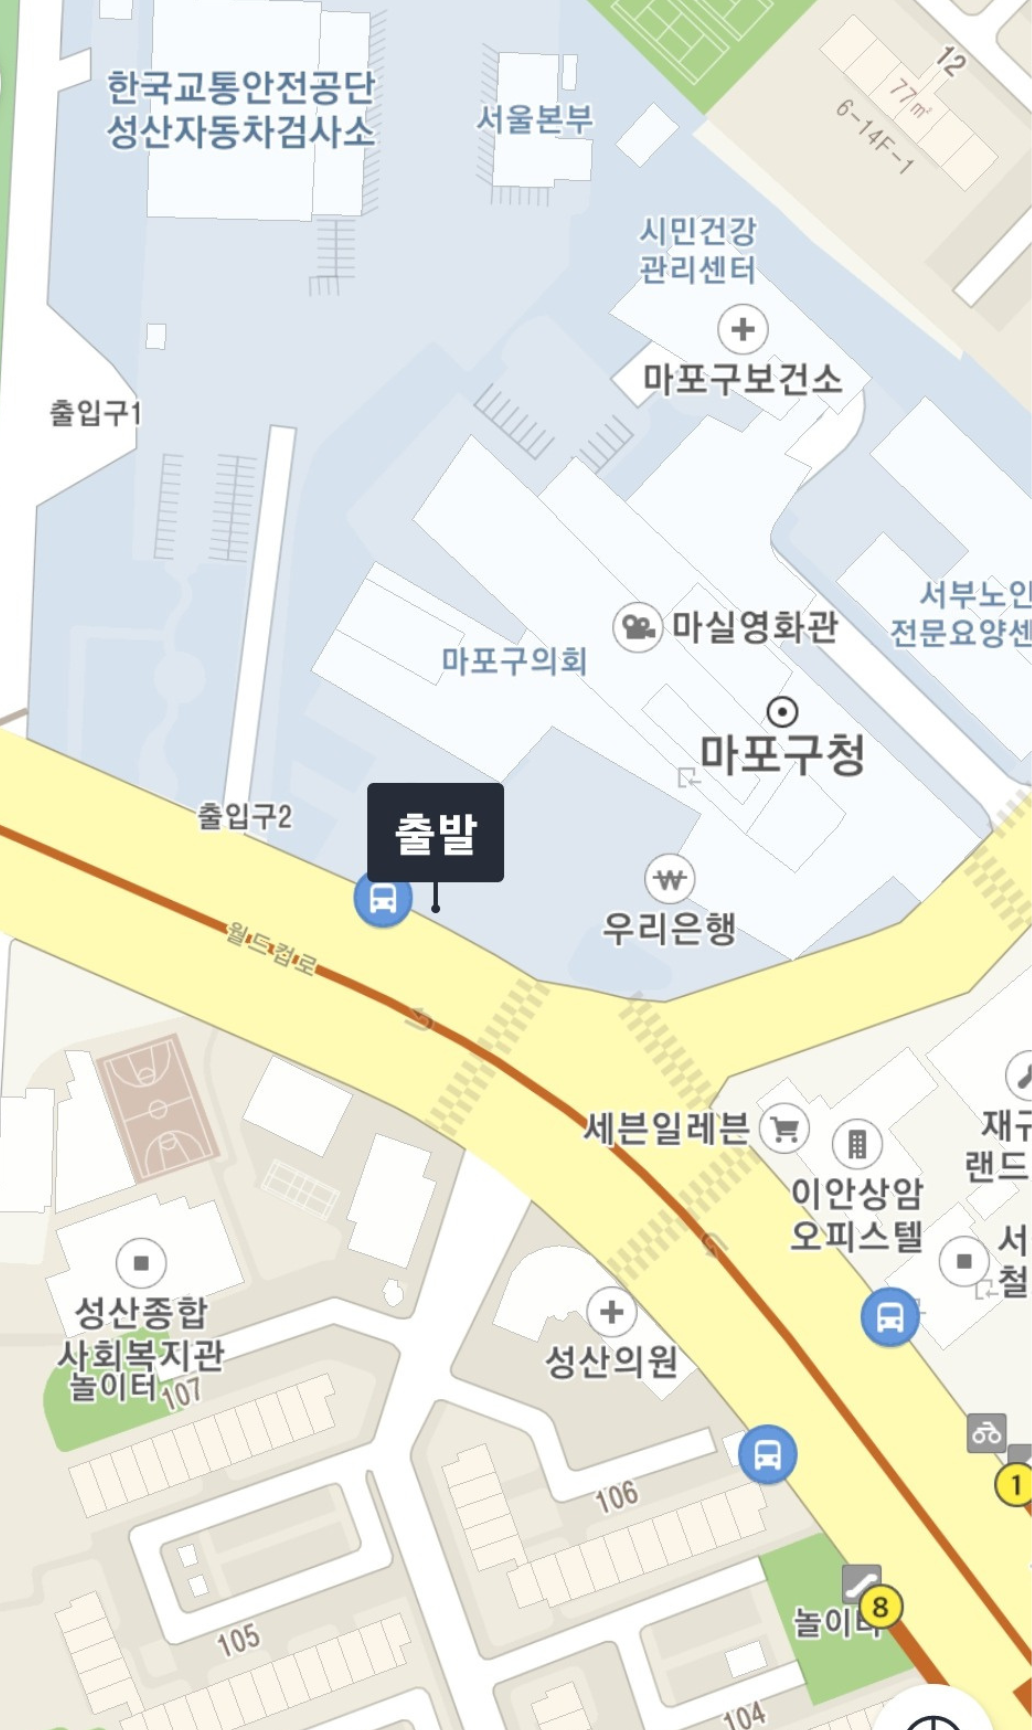 12
77㎡
6-14F-1
한국교통안전공단
성산자동차검사소
서울본부
시민건강
관리센터
마포구보건소
출입구1
서부노인
전문요양센
마실영화관
마포구의회
마포구청
출입구2
출발
우리은행
월드컵로
세븐일레븐
재규
랜드
이안상암
오피스텔
서
철
성산종합
사회복지관
놀이터
107
성산의원
1
106
8
놀이터
105
104